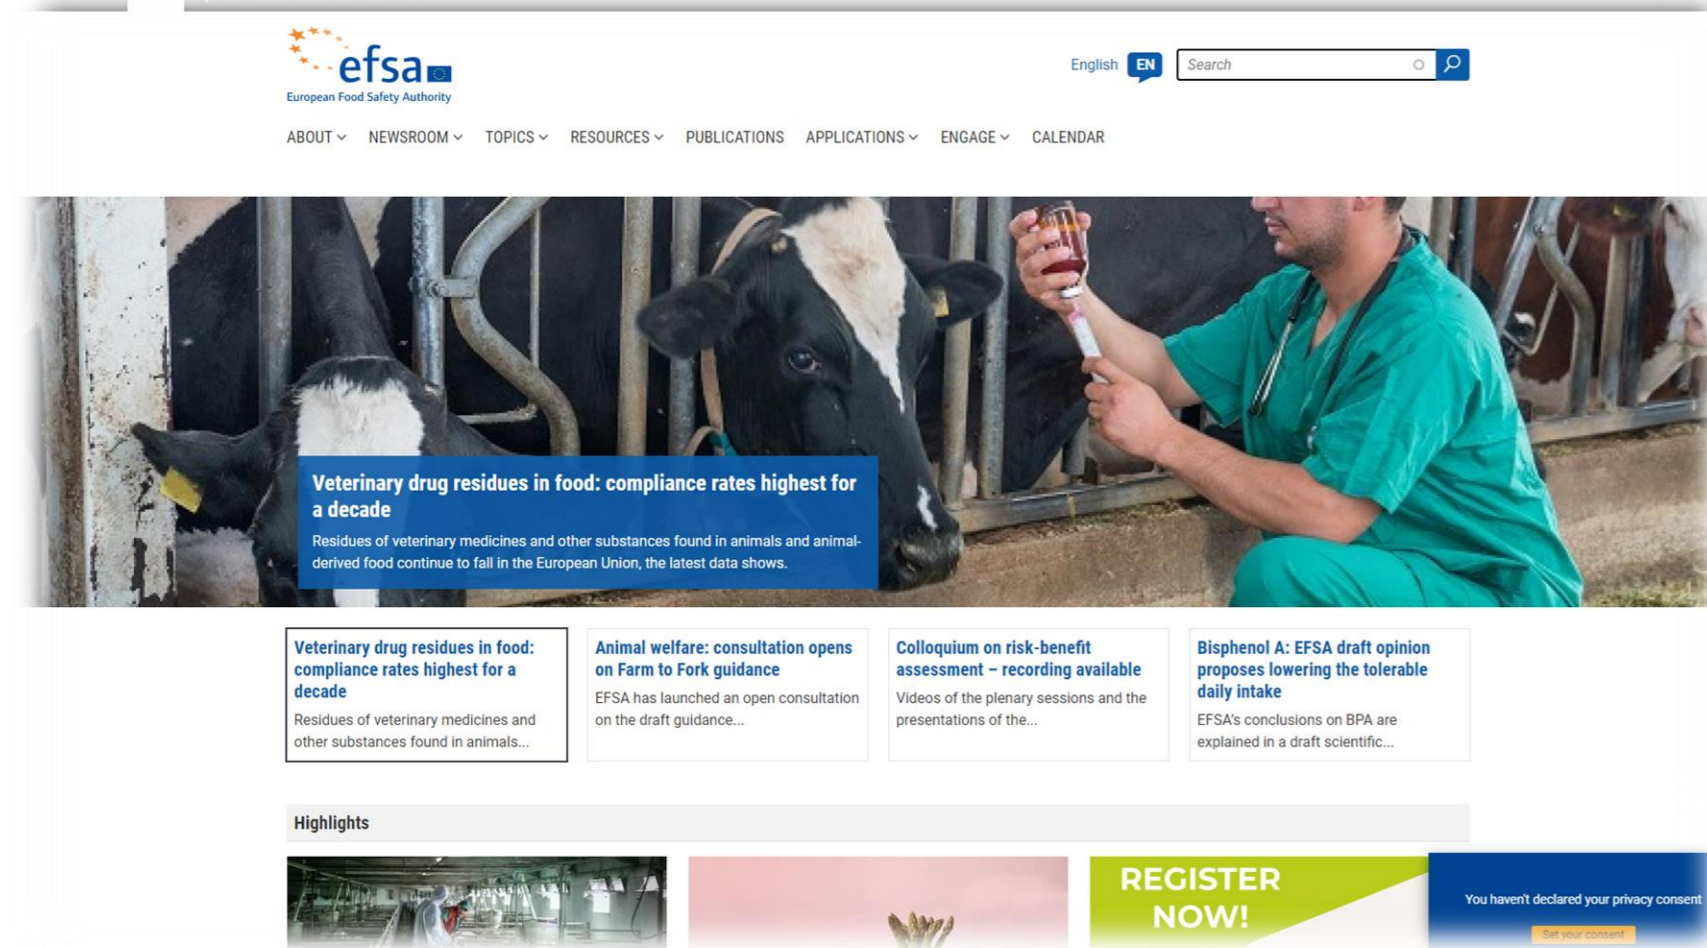 efsa
European Food Safety Authority
English EN Search
ABOUT NEWSROOM TOPICS RESOURCES PUBLICATIONS APPLICATIONS ENGAGE CALENDAR
Veterinary drug residues in food: compliance rates highest for
a decade
Residues of veterinary medicines and other substances found in animals and animal-
derived food continue to fall in the European Union, the latest data shows.
Veterinary drug residues in food:
compliance rates highest for a
decade
Residues of veterinary medicines and
other substances found in animals...
Animal welfare: consultation opens
on Farm to Fork guidance
EFSA has launched an open consultation
on the draft guidance...
Colloquium on risk-benefit
assessment – recording available
Videos of the plenary sessions and the
presentations of the...
Bisphenol A: EFSA draft opinion
proposes lowering the tolerable
daily intake
EFSA's conclusions on BPA are
explained in a draft scientific...
Highlights
REGISTER
NOW!
You haven't declared your privacy consent
Set your consent